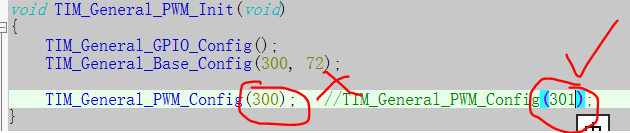 void TIM_General_PWM_Init(void)
{
TIM_General_GPIO_Config();
TIM_General_Base_Config(300, 72);
TIM_General_PWM_Config(300); //TIM_General_PWM_Config(301);
}